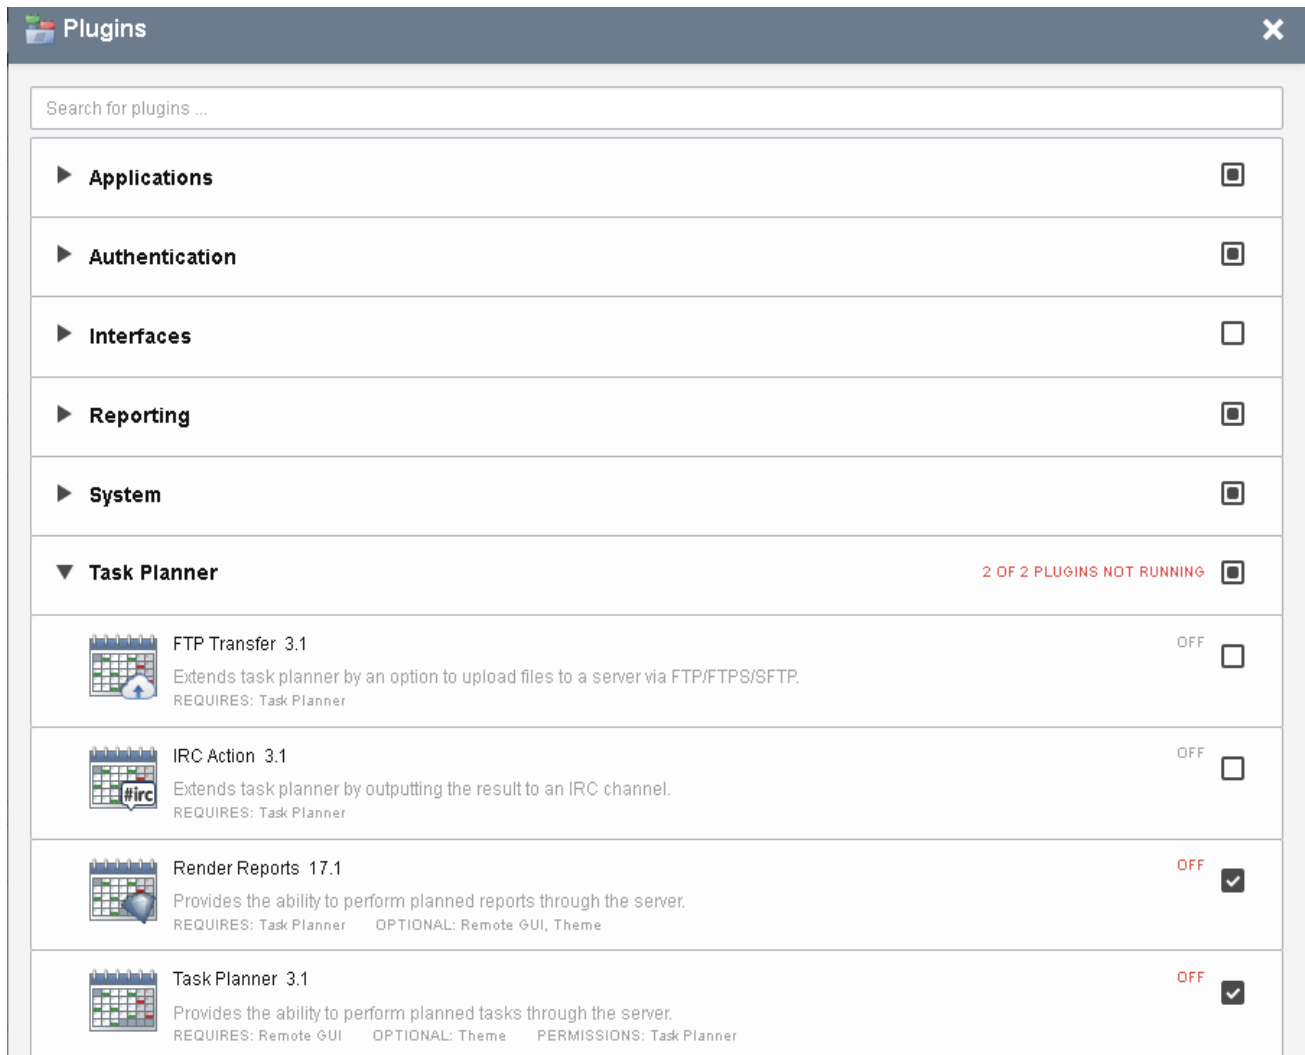 Plugins
Search for plugins ...
Applications
Authentication
Interfaces
Reporting
System
Task Planner 2 OF 2 PLUGINS NOT RUNNING
FTP Transfer 3.1 OFF
Extends task planner by an option to upload files to a server via FTP/FTPS/SFTP.
REQUIRES: Task Planner
IRC Action 3.1 OFF
#irc
Extends task planner by outputting the result to an IRC channel.
REQUIRES: Task Planner
Render Reports 17.1 OFF
Provides the ability to perform planned reports through the server.
REQUIRES: Task Planner OPTIONAL: Remote GUI, Theme
Task Planner 3.1 OFF
Provides the ability to perform planned tasks through the server.
REQUIRES: Remote GUI OPTIONAL: Theme PERMISSIONS: Task Planner